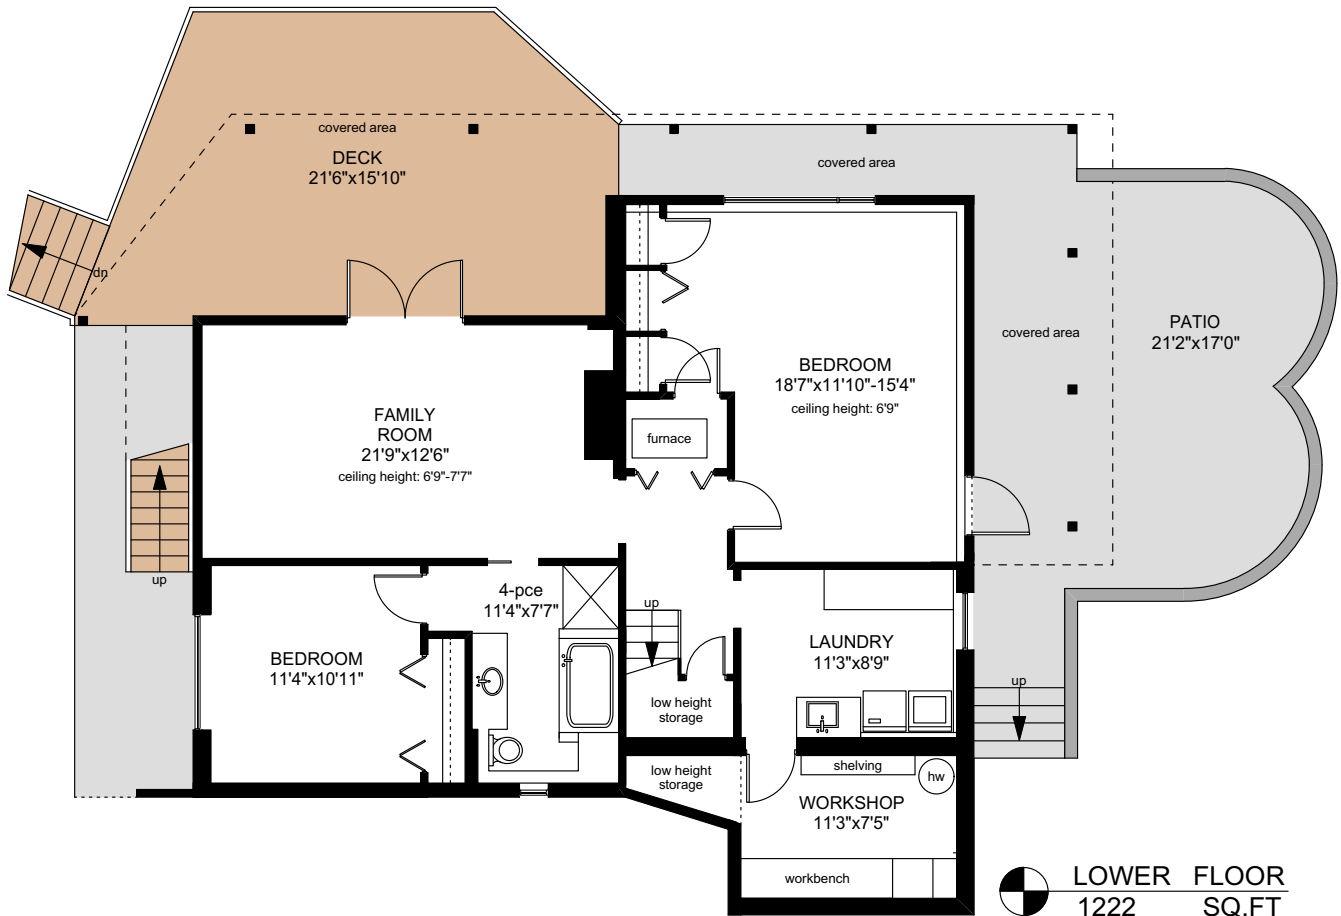 covered area
DECK
21'6"x15'10"
covered area
dn
covered area
PATIO
21'2"x17'0"
BEDROOM
18'7"x11'10"-15'4"
ceiling height: 6'9"
FAMILY
ROOM
21'9"x12'6"
ceiling height: 6'9"-7'7"
furnace
up
4-pce
11'4"x7'7"
up
BEDROOM
11'4"x10'11"
LAUNDRY
11'3"x8'9"
up
low height
storage
low height
storage
shelving
hw
WORKSHOP
11'3"x7'5"
workbench
LOWER FLOOR
1222 SQ.FT